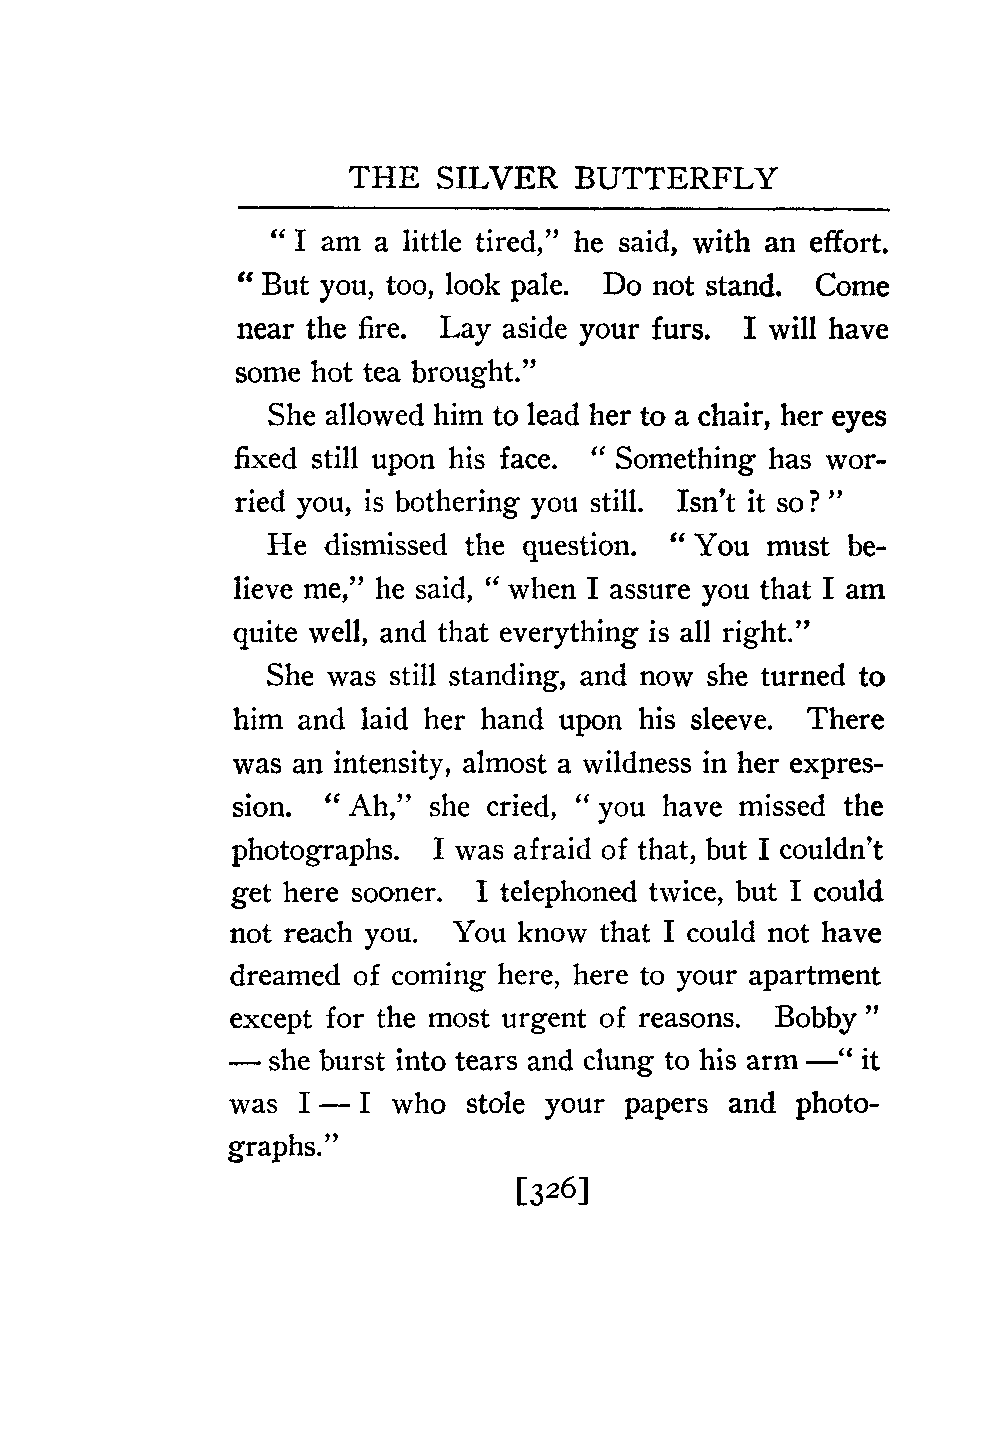 THE SILVER BUTTERFLY
“ I am a little tired,” he said, with an effort.
“ But you, too, look pale. Do not stand. Come
near the fire. Lay aside your furs. I will have
some hot tea brought.”
She allowed him to lead her to a chair, her eyes
fixed still upon his face. “ Something has wor-
ried you, is bothering you still. Isn't it so? ”
He dismissed the question. “ You must be-
lieve me,” he said, “ when I assure you that I am
quite well, and that everything is all right.”
She was still standing, and now she turned to
him and laid her hand upon his sleeve. There
was an intensity, almost a wildness in her expres-
sion. “ Ah,” she cried, “ you have missed the
photographs. I was afraid of that, but I couldn't
get here sooner. I telephoned twice, but I could
not reach you. You know that I could not have
dreamed of coming here, here to your apartment
except for the most urgent of reasons. Bobby ”
— she burst into tears and clung to his arm —“ it
was I — I who stole your papers and photo-
graphs.”
[326]